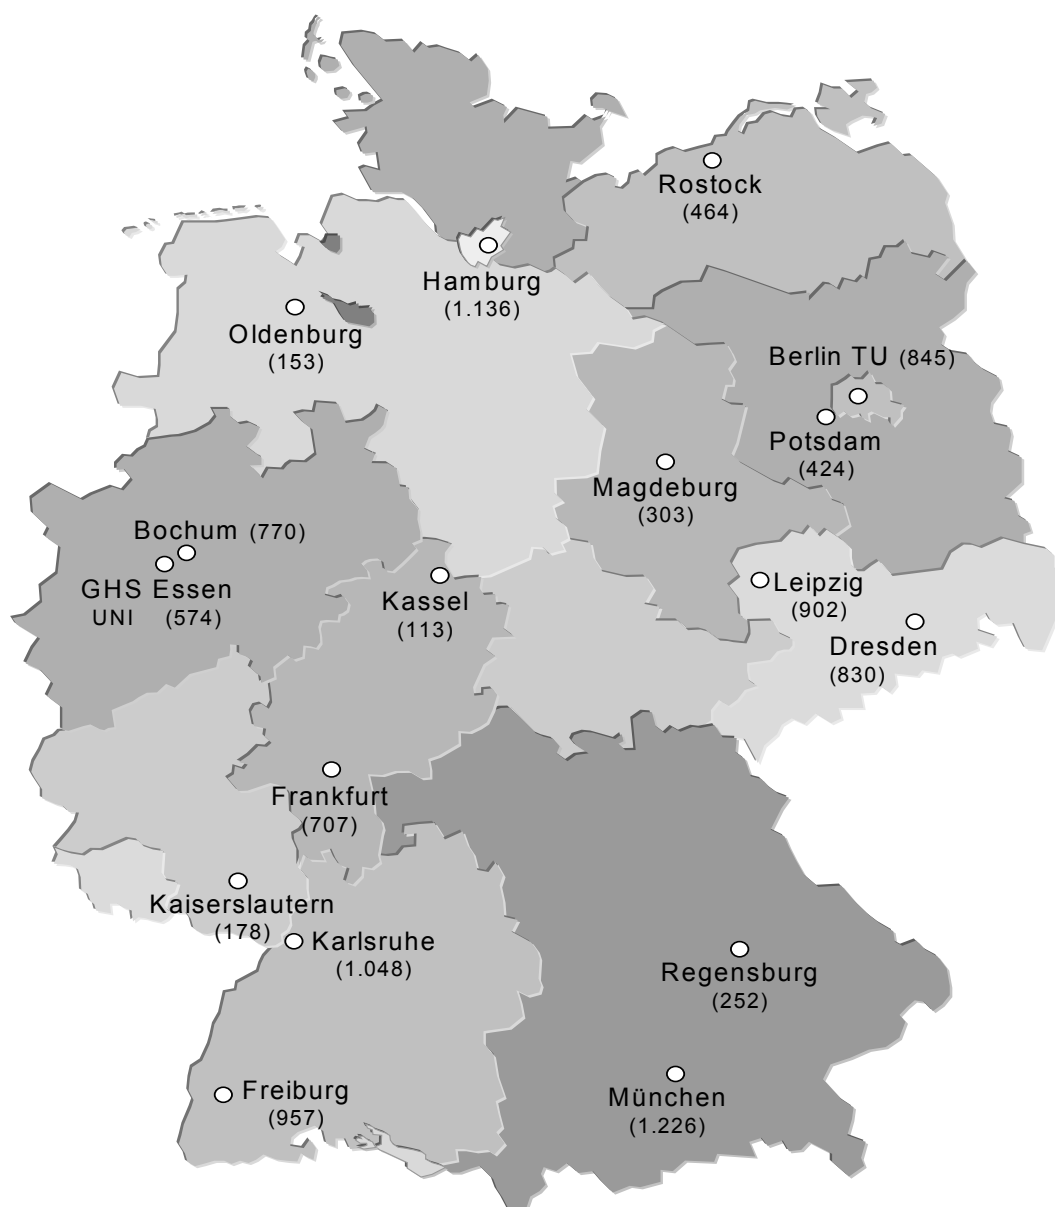 Rostock
(464)
Hamburg
(1.136)
Oldenburg
(153)
Berlin TU (845)
Potsdam
(424)
Magdeburg
(303)
Bochum (770)
GHS Essen
UNI (574)
Kassel
(113)
Leipzig
(902)
Dresden
(830)
Frankfurt
(707)
Kaiserslautern
(178)
Karlsruhe
(1.048)
Regensburg
(252)
Freiburg
(957)
München
(1.226)